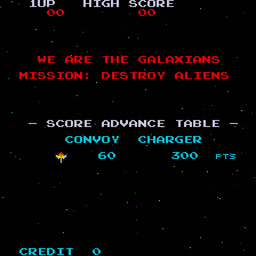 1UP HIGH SCORE
00 00
WE ARE THE GALAXIANS
MISSION: DESTROY ALIENS
— SCORE ADVANCE TABLE —
CONVOY CHARGER
60 300 PTS
CREDIT 0